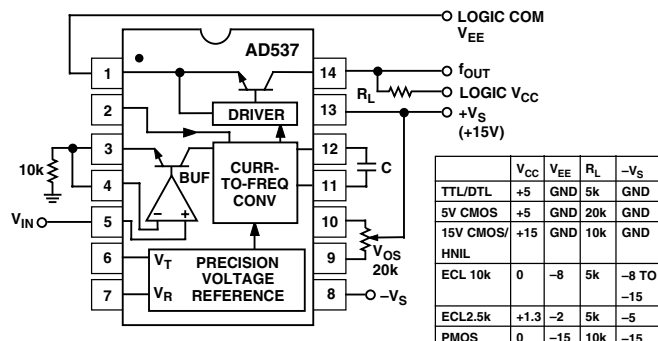 LOGIC COM
VEE
AD537
1
14
fOUT
RL
LOGIC VCC
DRIVER
2
13
+VS
(+15V)
10k
3
BUF
CURR-
TO-FREQ
CONV
12
C
4
11
VIN
5
– +
10
VOS
20k
6
VT
PRECISION
VOLTAGE
REFERENCE
9
7
VR
8
–VS
VCC VEE RL –VS
TTL/DTL +5 GND 5k GND
5V CMOS +5 GND 20k GND
15V CMOS/ +15 GND 10k GND
HNIL
ECL 10k 0 –8 5k –8 TO
–15
ECL2.5k +1.3 –2 5k –5
PMOS 0 –15 10k –15